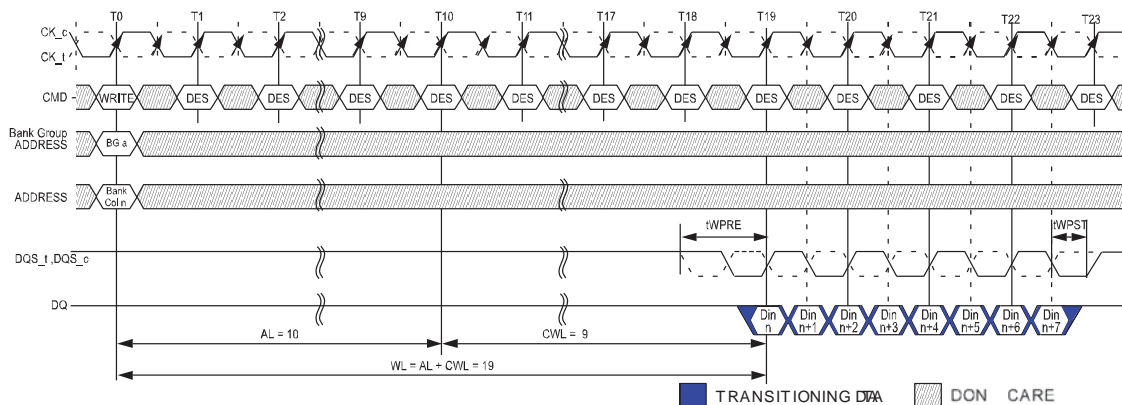 T0 T1 T2 T9 T10 T11 T17 T18 T19 T20 T21 T22 T23
CK_c
CK_t
CMD WRITE DES DES DES DES DES DES DES DES DES DES DES DES
Bank Group
ADDRESS BG a
ADDRESS Bank
Col n
tWPRE tWPST
DQS_t ,DQS_c
DQ Din n Din n+1 Din n+2 Din n+3 Din n+4 Din n+5 Din n+6 Din n+7
AL = 10 CWL = 9
WL = AL + CWL = 19
TRANSITIONING DATA DON CARE